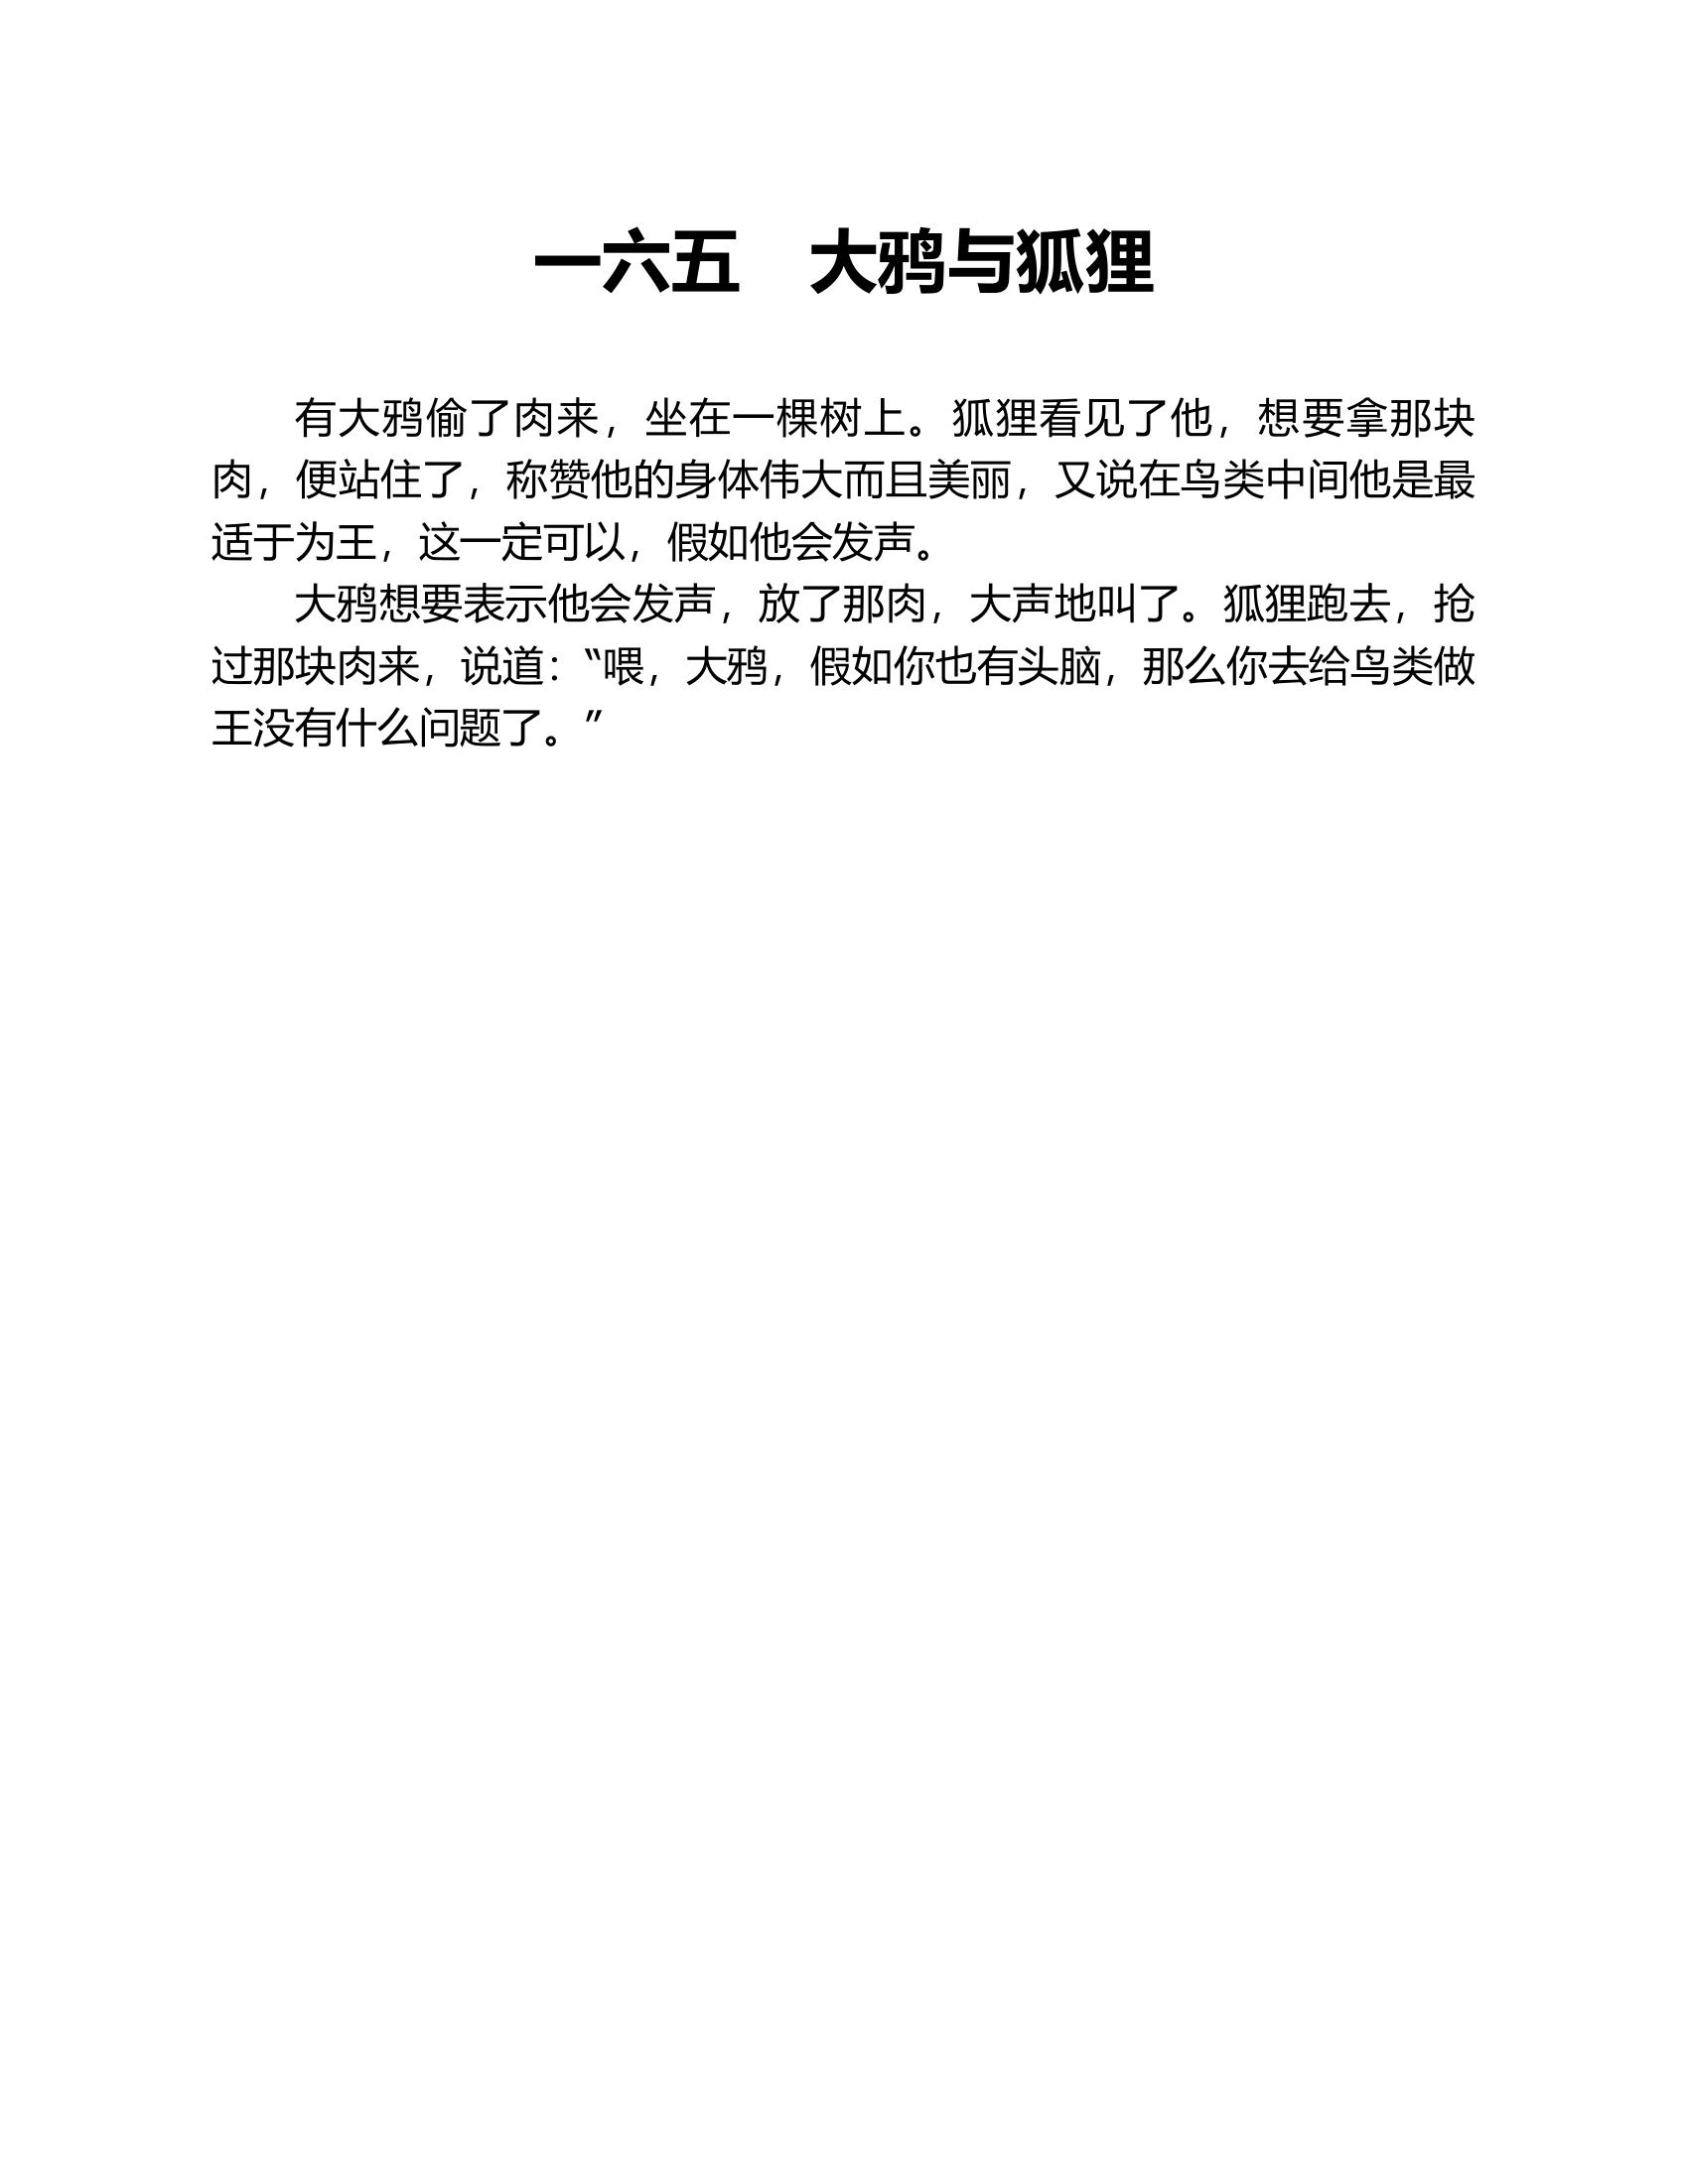 一六五　大鸦与狐狸
有大鸦偷了肉来，坐在一棵树上。狐狸看见了他，想要拿那块
肉，便站住了，称赞他的身体伟大而且美丽，又说在鸟类中间他是最
适于为王，这一定可以，假如他会发声。
大鸦想要表示他会发声，放了那肉，大声地叫了。狐狸跑去，抢
过那块肉来，说道：“喂，大鸦，假如你也有头脑，那么你去给鸟类做
王没有什么问题了。”